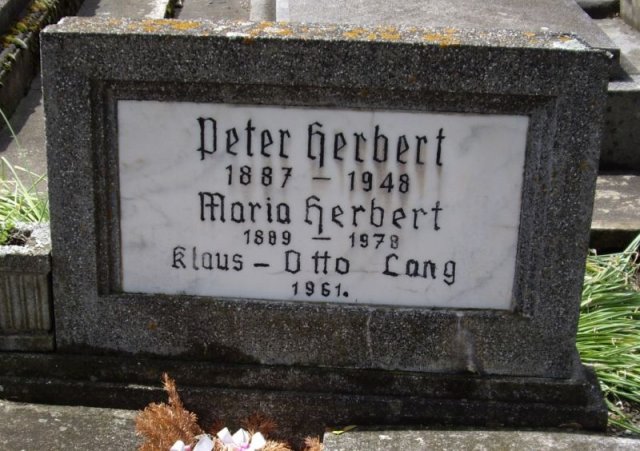 Peter Herbert
1887 – 1948
Maria Herbert
1889 – 1978
Klaus – Otto Lang
1961.